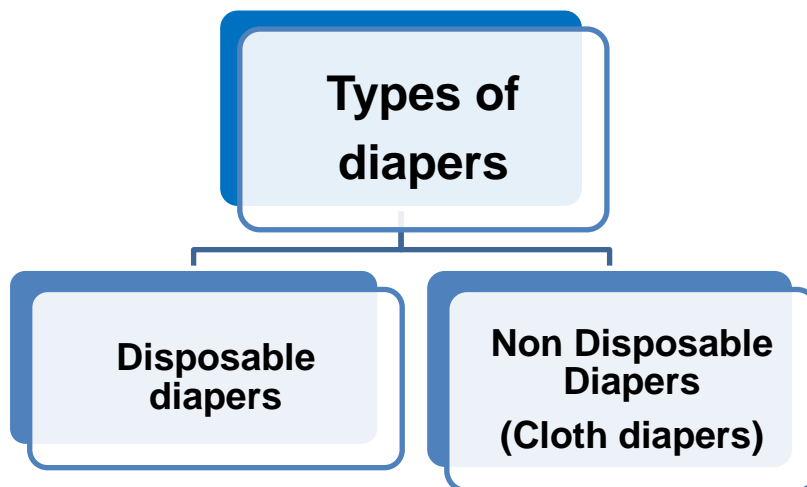 Types of
diapers
Disposable
diapers
Non Disposable
Diapers
(Cloth diapers)